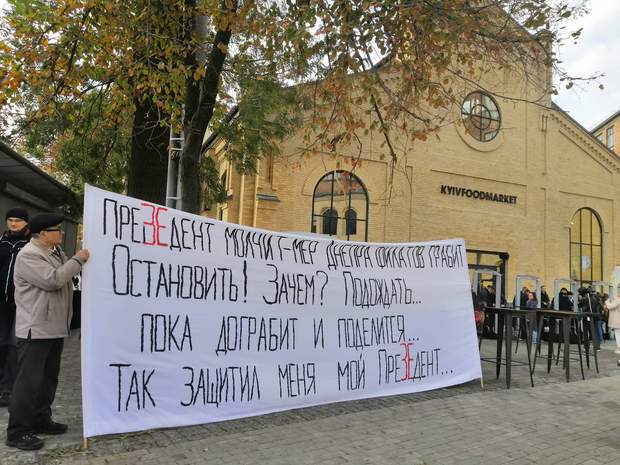 KYIVFOODMARKET
ПРЕЗЕДЕНТ МОЛЧИ Г-МЕР ДНЕПРА ФИЛАТОВ ГРАБИТ
ОСТАНОВИТЬ! ЗАЧЕМ? ПОДОЖДАТЬ...
ПОКА ДОГРАБИТ И ПОДЕЛИТСЯ...
ТАК ЗАЩИТИЛ МЕНЯ МОЙ ПРЕЗЕДЕНТ...